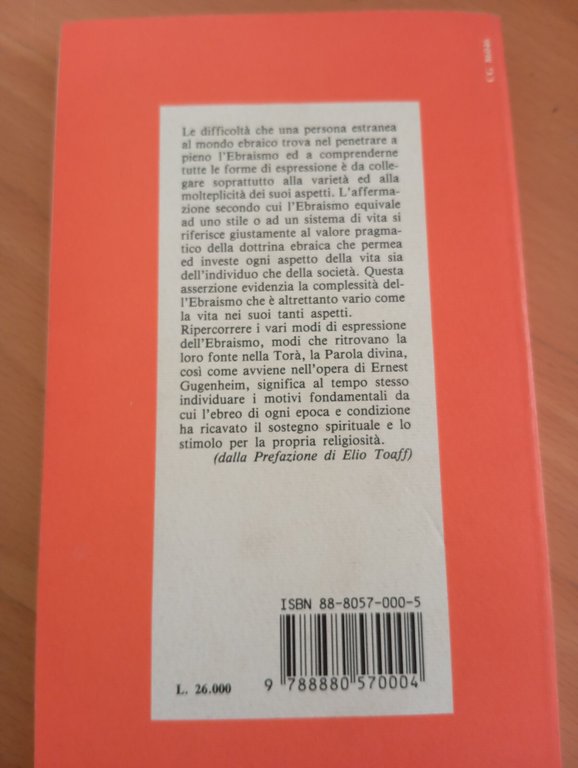 CG 86046
Le difficoltà che una persona estranea
al mondo ebraico trova nel penetrare a
pieno l'Ebraismo ed a comprenderne
tutte le forme di espressione è da colle-
gare soprattutto alla varietà ed alla
molteplicità dei suoi aspetti. L'afferma-
zione secondo cui l'Ebraismo equivale
ad uno stile o ad un sistema di vita si
riferisce giustamente al valore pragma-
tico della dottrina ebraica che permea
ed investe ogni aspetto della vita sia
dell'individuo che della società. Questa
asserzione evidenzia la complessità del-
l'Ebraismo che è altrettanto vario come
la vita nei suoi tanti aspetti.
Ripercorrere i vari modi di espressione
dell'Ebraismo, modi che ritrovano la
loro fonte nella Torà, la Parola divina,
così come avviene nell'opera di Ernest
Gugenheim, significa al tempo stesso
individuare i motivi fondamentali da
cui l'ebreo di ogni epoca e condizione
ha ricavato il sostegno spirituale e lo
stimolo per la propria religiosità.
(dalla Prefazione di Elio Toaff)
ISBN 88-8057-000-5
L. 26.000
9 788880 570004